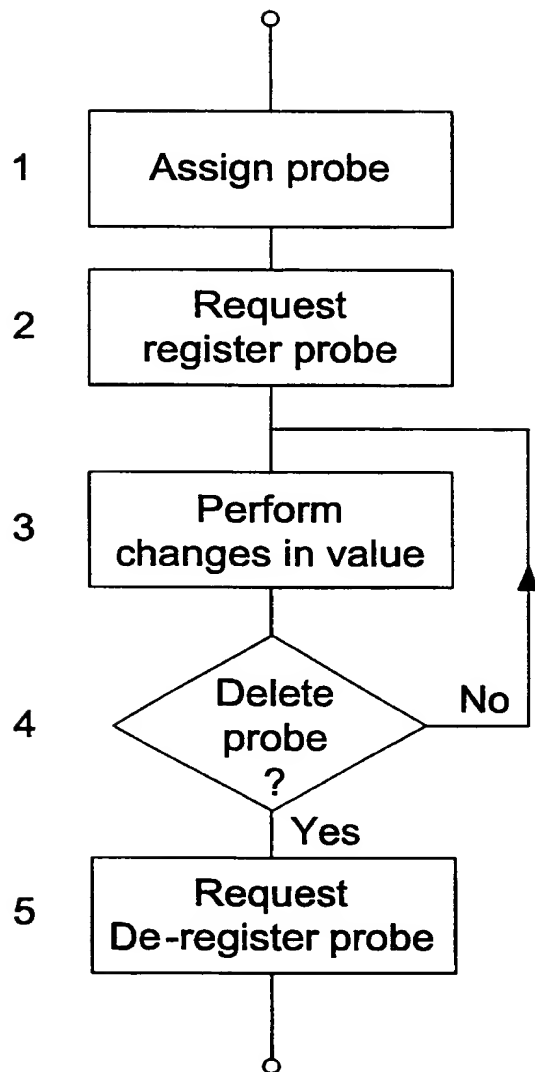 1
Assign probe
2
Request
register probe
3
Perform
changes in value
4
Delete
probe
?
No
Yes
5
Request
De-register probe